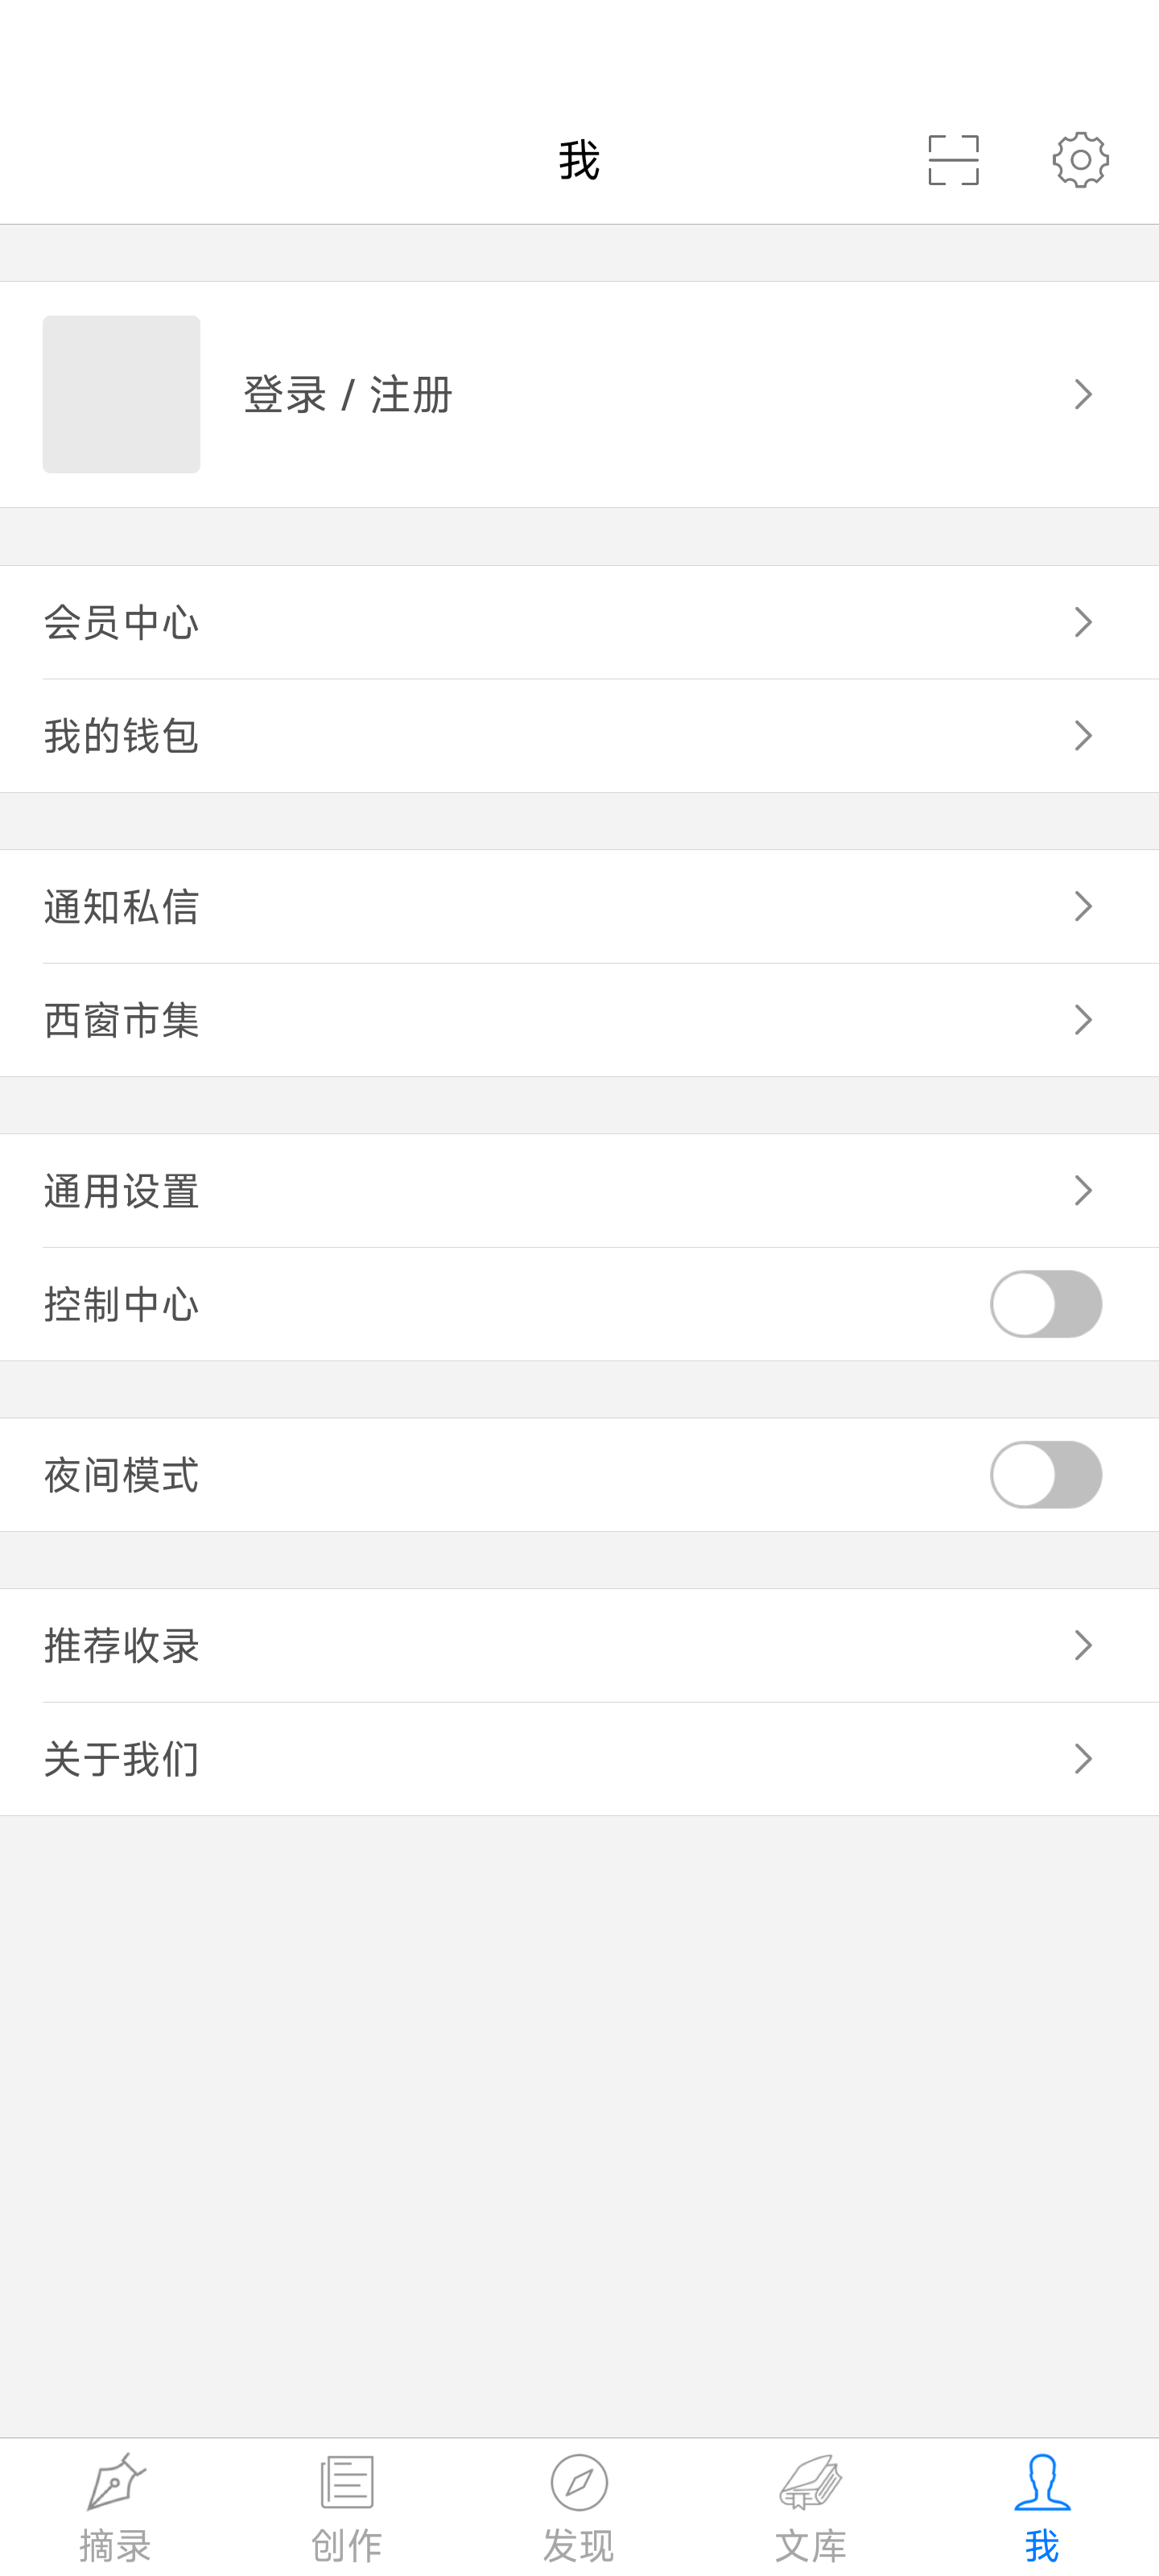 我
登录 / 注册
会员中心
我的钱包
通知私信
西窗市集
通用设置
控制中心
夜间模式
推荐收录
关于我们
摘录
创作
发现
文库
我